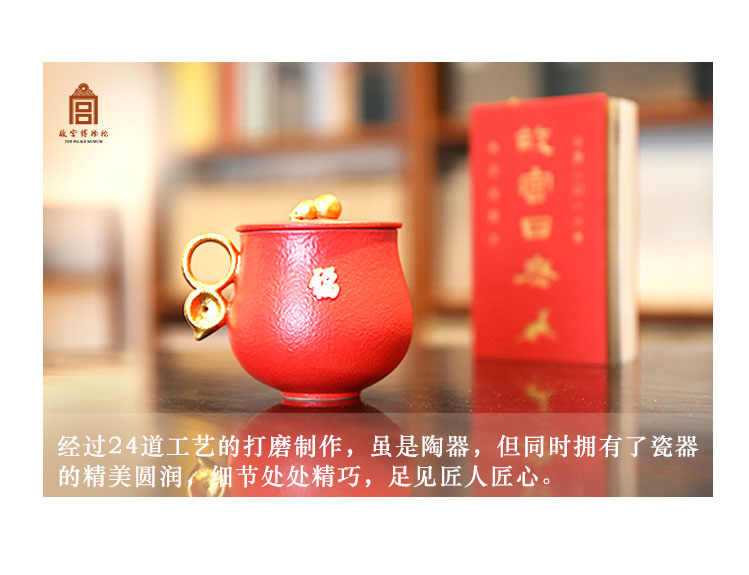 故宫博物院
THE PALACE MUSEUM
福
故宫日历
经过24道工艺的打磨制作，虽是陶器，但同时拥有了瓷器
的精美圆润，细节处处精巧，足见匠人匠心。